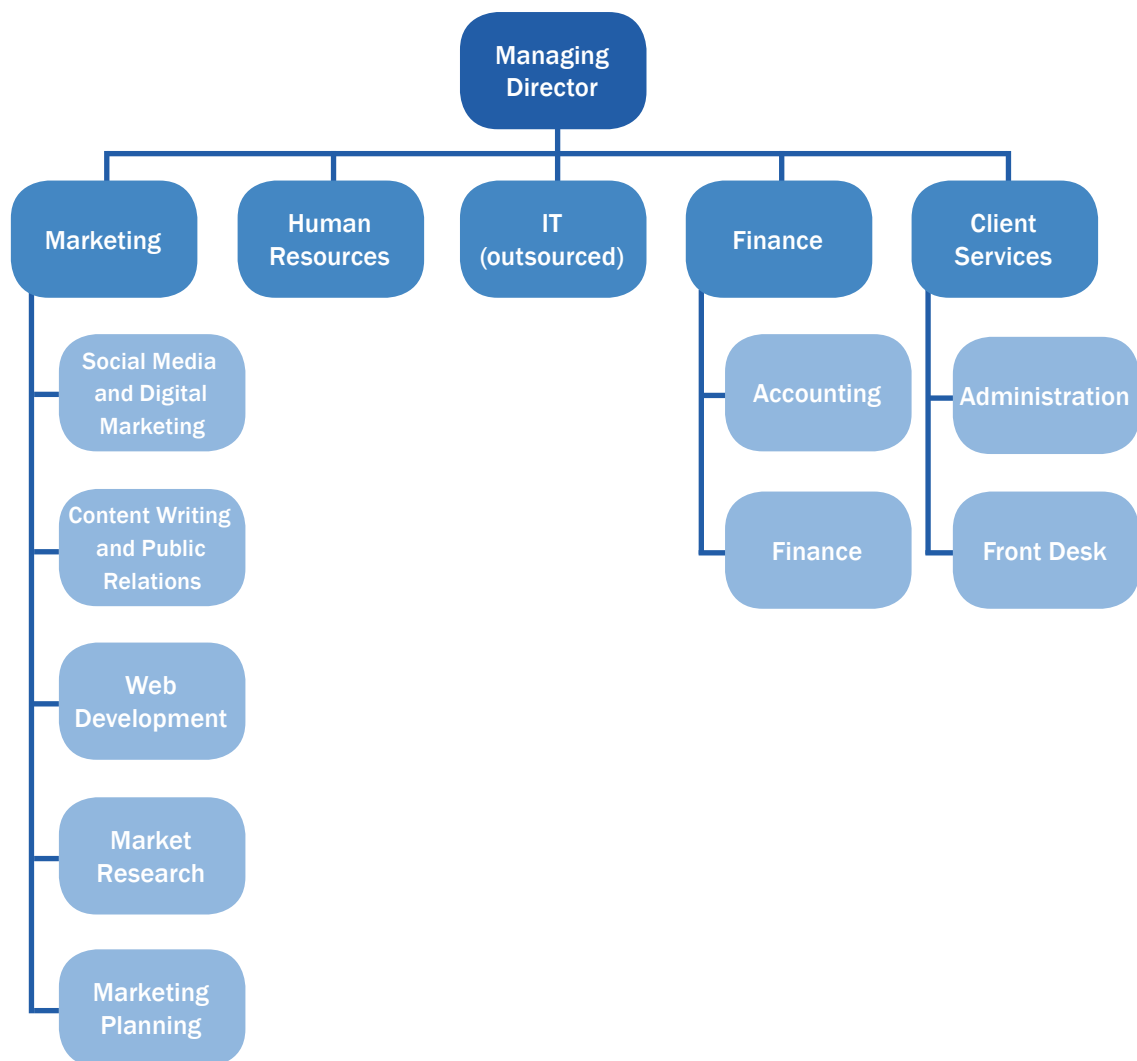 Managing
Director
Marketing
Human
Resources
IT
(outsourced)
Finance
Client
Services
Social Media
and Digital
Marketing
Content Writing
and Public
Relations
Web
Development
Market
Research
Marketing
Planning
Accounting
Finance
Administration
Front Desk